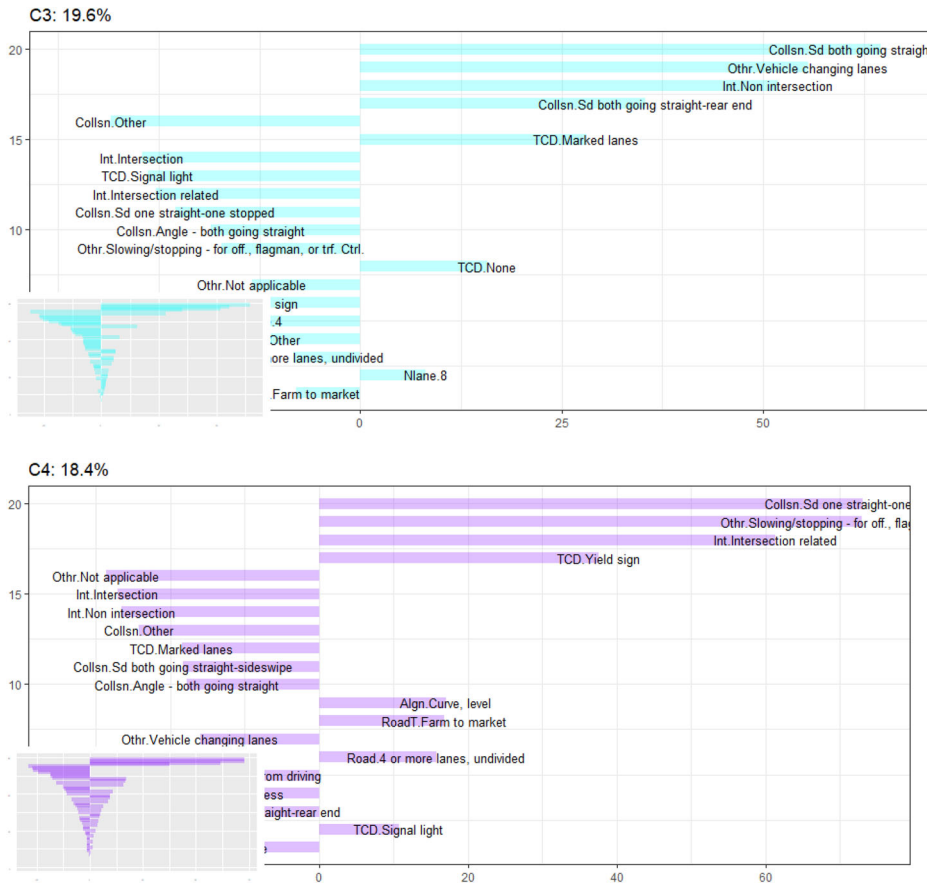 C3: 19.6%
20
Collsn.Sd both going straigh
Othr.Vehicle changing lanes
Int.Non intersection
Collsn.Sd both going straight-rear end
Collsn.Other
15
TCD.Marked lanes
Int.Intersection
TCD.Signal light
Int.Intersection related
Collsn.Sd one straight-one stopped
10
Collsn.Angle - both going straight
Othr.Slowing/stopping - for off., flagman, or trf. Ctrl.
TCD.None
Othr.Not applicable
sign
.4
Other
ore lanes, undivided
Nlane.8
.Farm to market
0 25 50
C4: 18.4%
20
Collsn.Sd one straight-one
Othr.Slowing/stopping - for off., flag
Int.Intersection related
TCD.Yield sign
Othr.Not applicable
15
Int.Intersection
Int.Non intersection
Collsn.Other
TCD.Marked lanes
Collsn.Sd both going straight-sideswipe
10
Collsn.Angle - both going straight
Algn.Curve, level
RoadT.Farm to market
Othr.Vehicle changing lanes
Road.4 or more lanes, undivided
om driving
ess
aight-rear end
TCD.Signal light
0 20 40 60